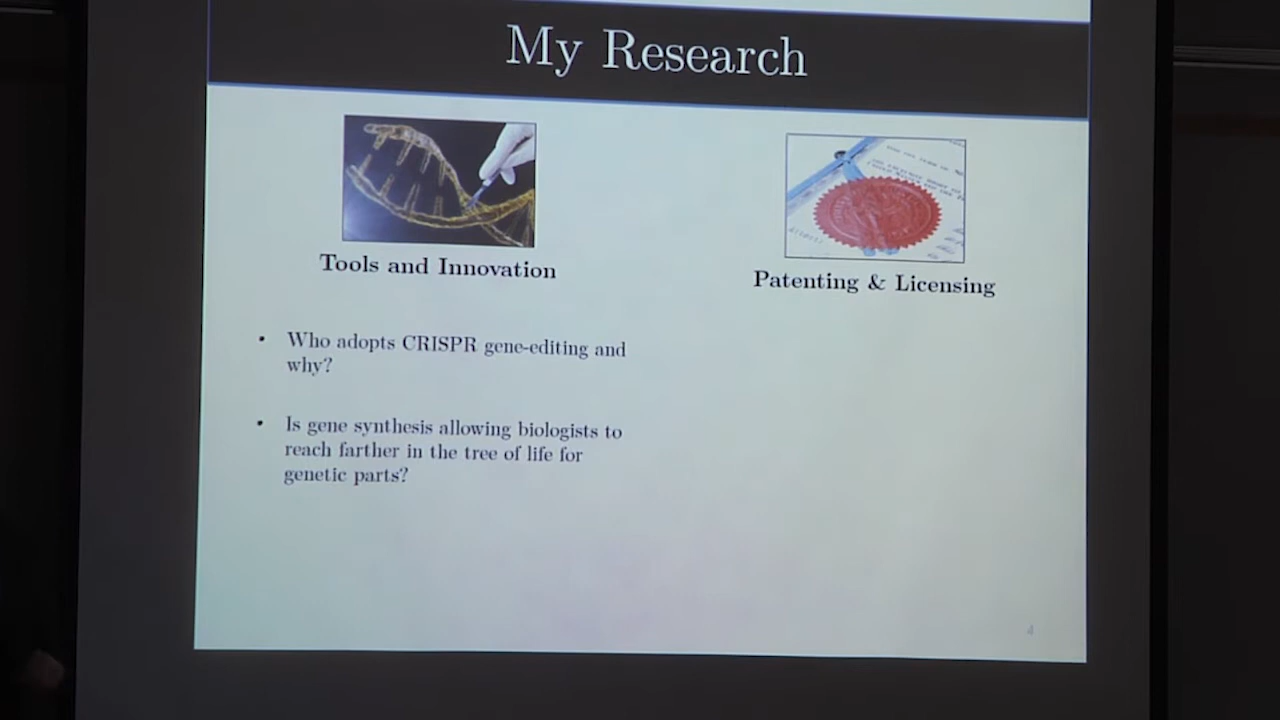 My Research
Tools and Innovation
Patenting & Licensing
• Who adopts CRISPR gene-editing and
why?
• Is gene synthesis allowing biologists to
reach farther in the tree of life for
genetic parts?
4